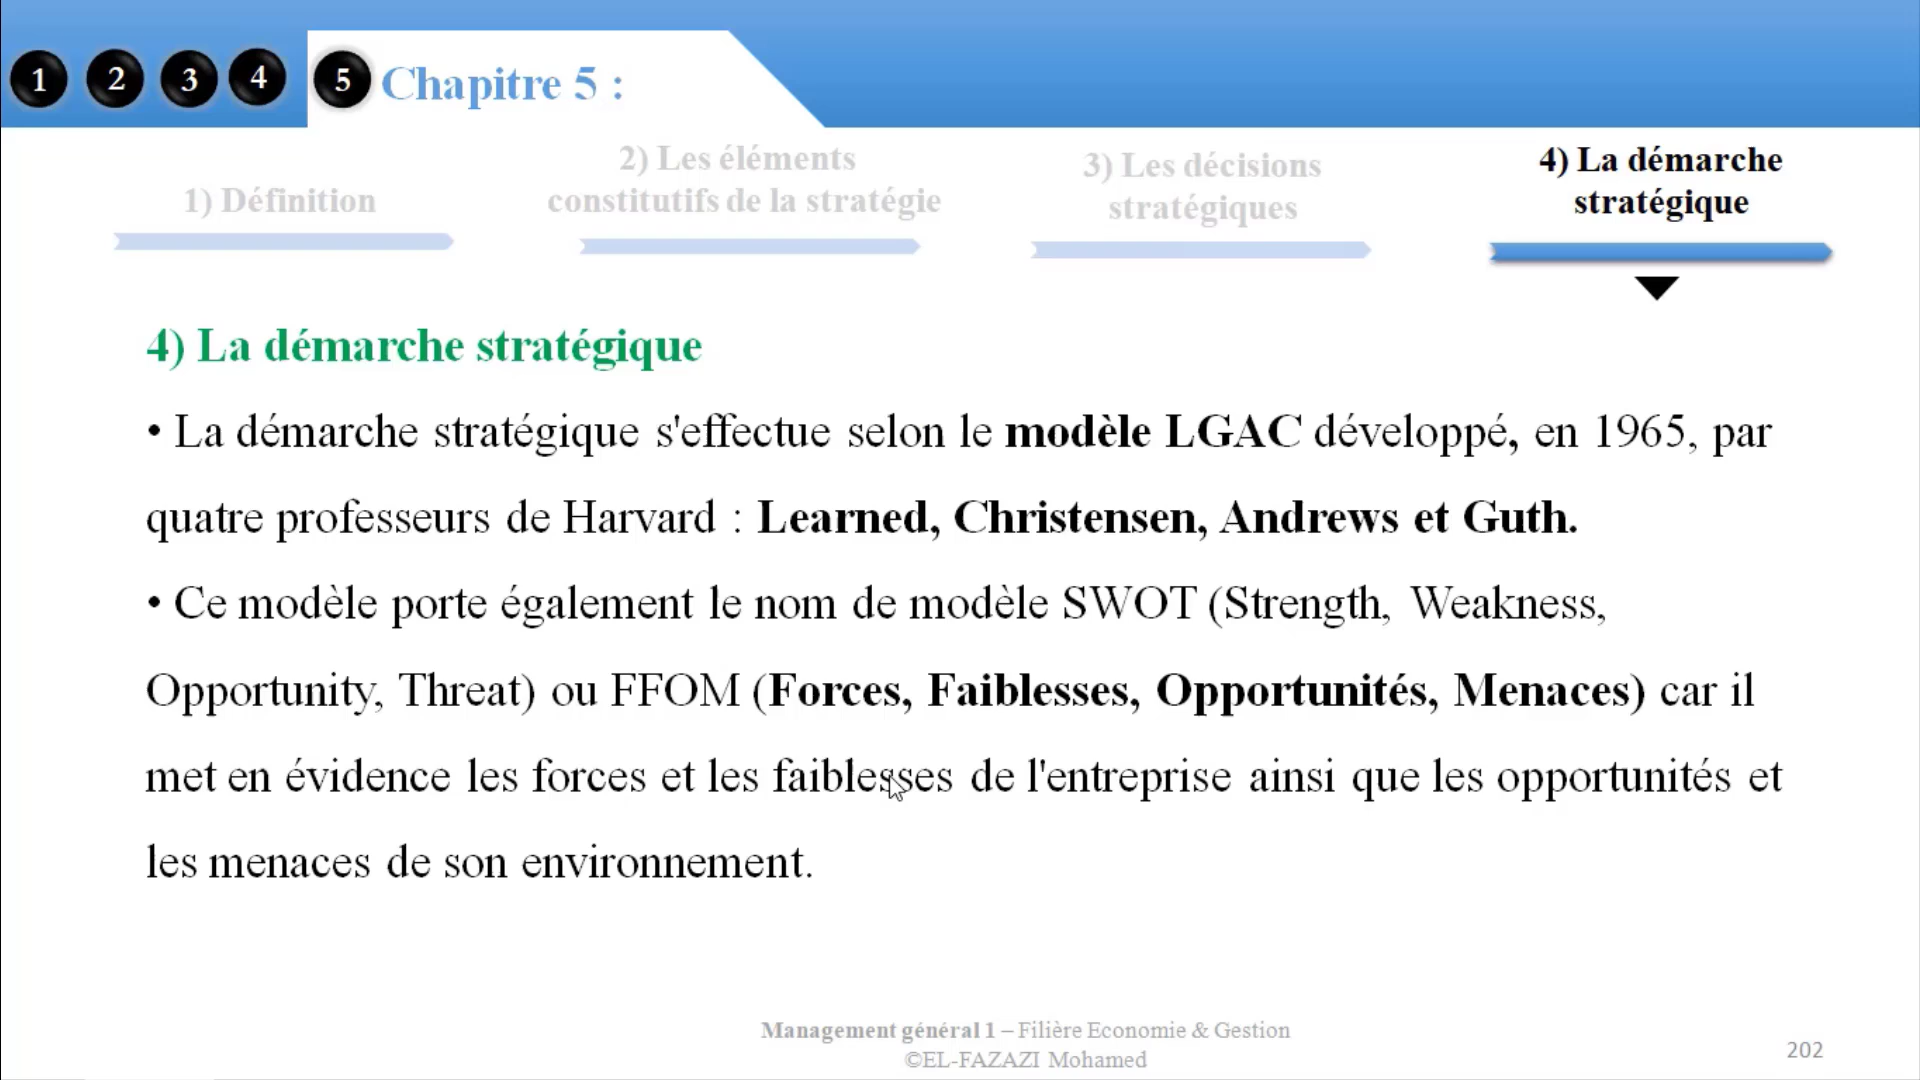 1 2 3 4 5 Chapitre 5 :
1) Définition
2) Les éléments
constitutifs de la stratégie
3) Les décisions
stratégiques
4) La démarche
stratégique
4) La démarche stratégique
• La démarche stratégique s'effectue selon le modèle LGAC développé, en 1965, par
quatre professeurs de Harvard : Learned, Christensen, Andrews et Guth.
• Ce modèle porte également le nom de modèle SWOT (Strength, Weakness,
Opportunity, Threat) ou FFOM (Forces, Faiblesses, Opportunités, Menaces) car il
met en évidence les forces et les faiblesses de l'entreprise ainsi que les opportunités et
les menaces de son environnement.
Management général 1 – Filière Economie & Gestion
©EL-FAZAZI Mohamed
202